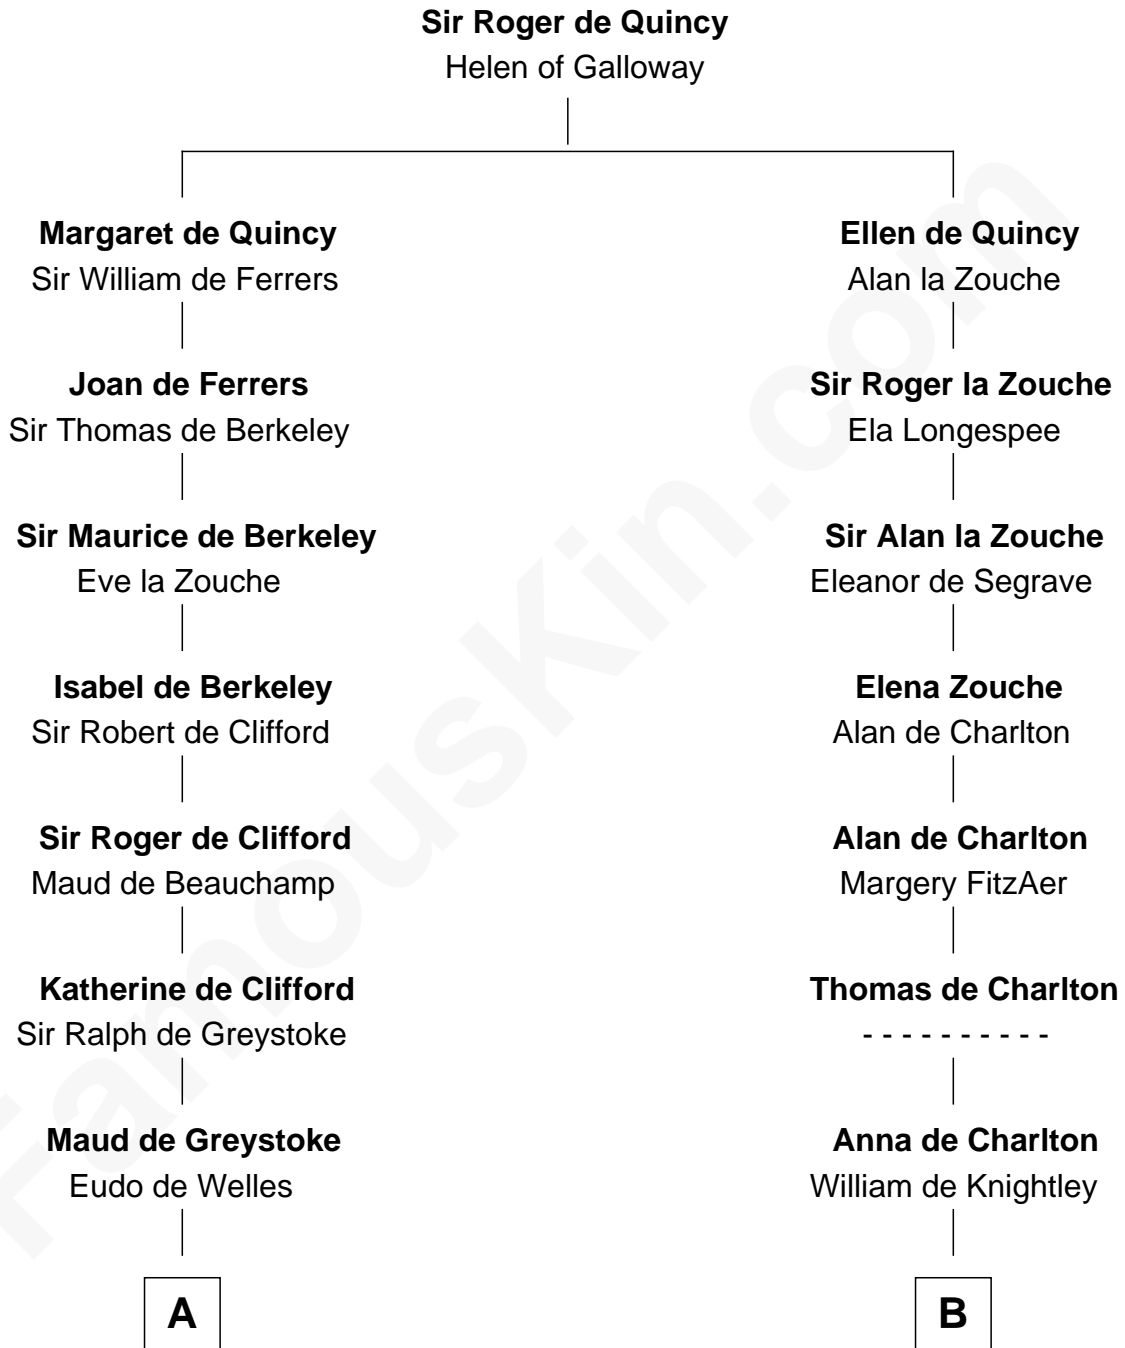 Sir Roger de Quincy
Helen of Galloway
Margaret de Quincy
Sir William de Ferrers
Ellen de Quincy
Alan la Zouche
Joan de Ferrers
Sir Thomas de Berkeley
Sir Roger la Zouche
Ela Longespee
Sir Maurice de Berkeley
Eve la Zouche
Sir Alan la Zouche
Eleanor de Segrave
Isabel de Berkeley
Sir Robert de Clifford
Elena Zouche
Alan de Charlton
Sir Roger de Clifford
Maud de Beauchamp
Alan de Charlton
Margery FitzAer
Katherine de Clifford
Sir Ralph de Greystoke
Thomas de Charlton
- - - - - - - - - -
Maud de Greystoke
Eudo de Welles
Anna de Charlton
William de Knightley
A
B
FamousKin.com